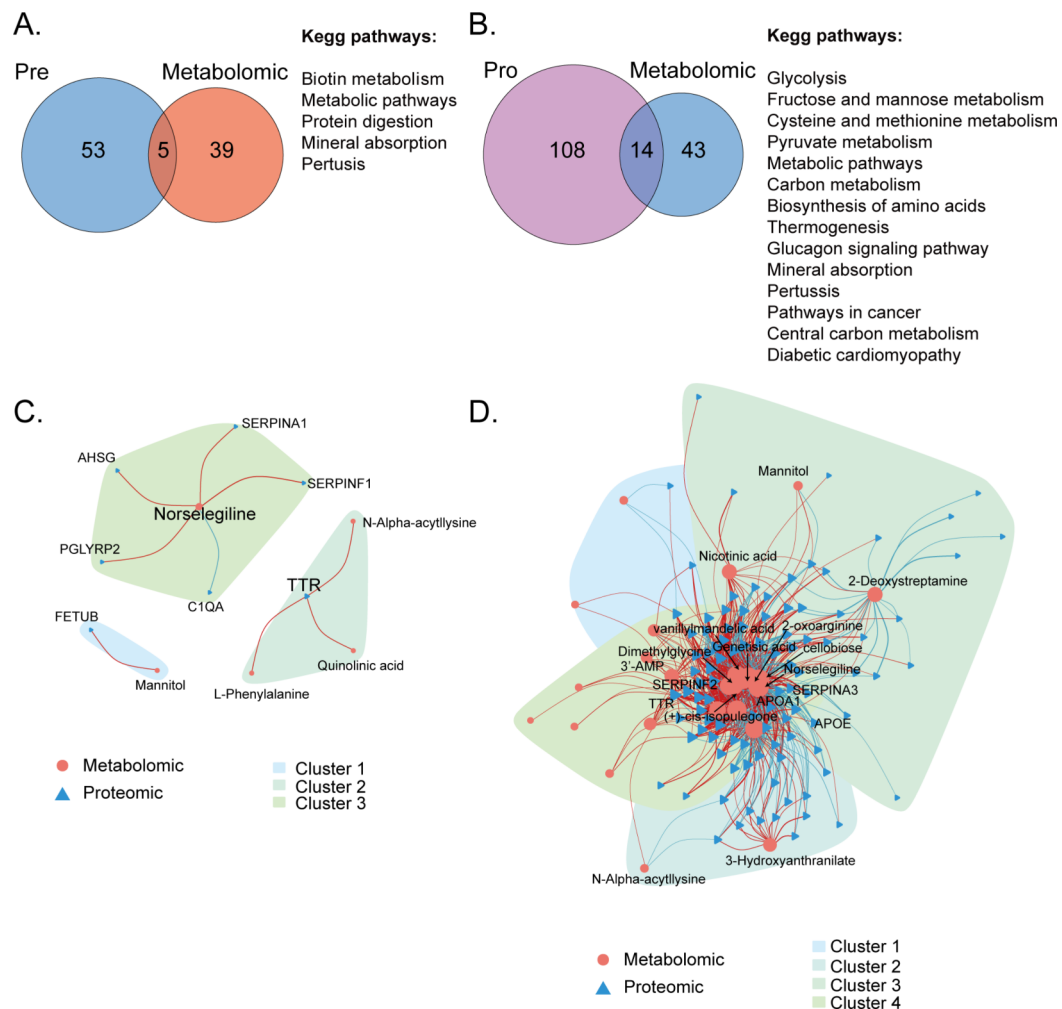 A.
Kegg pathways:
Pre
Metabolomic
53
5
39
Biotin metabolism
Metabolic pathways
Protein digestion
Mineral absorption
Pertusis
B.
Kegg pathways:
Pro
Metabolomic
108
14
43
Glycolysis
Fructose and mannose metabolism
Cysteine and methionine metabolism
Pyruvate metabolism
Metabolic pathways
Carbon metabolism
Biosynthesis of amino acids
Thermogenesis
Glucagon signaling pathway
Mineral absorption
Pertussis
Pathways in cancer
Central carbon metabolism
Diabetic cardiomyopathy
C.
SERPINA1
AHSG
SERPINF1
Norselegiline
N-Alpha-acytllysine
PGLYRP2
TTR
C1QA
FETUB
Quinolinic acid
Mannitol
L-Phenylalanine
Metabolomic
Proteomic
Cluster 1
Cluster 2
Cluster 3
D.
Mannitol
Nicotinic acid
2-Deoxystreptamine
vanillylmandelic acid
2-oxoarginine
Dimethylglycine
Genetisic acid
cellobiose
3'-AMP
Norselegiline
SERPINF2
SERPINA3
TTR
APOA1
(+)-cis-isopulegone
APOE
3-Hydroxyanthranilate
N-Alpha-acytllysine
Metabolomic
Proteomic
Cluster 1
Cluster 2
Cluster 3
Cluster 4